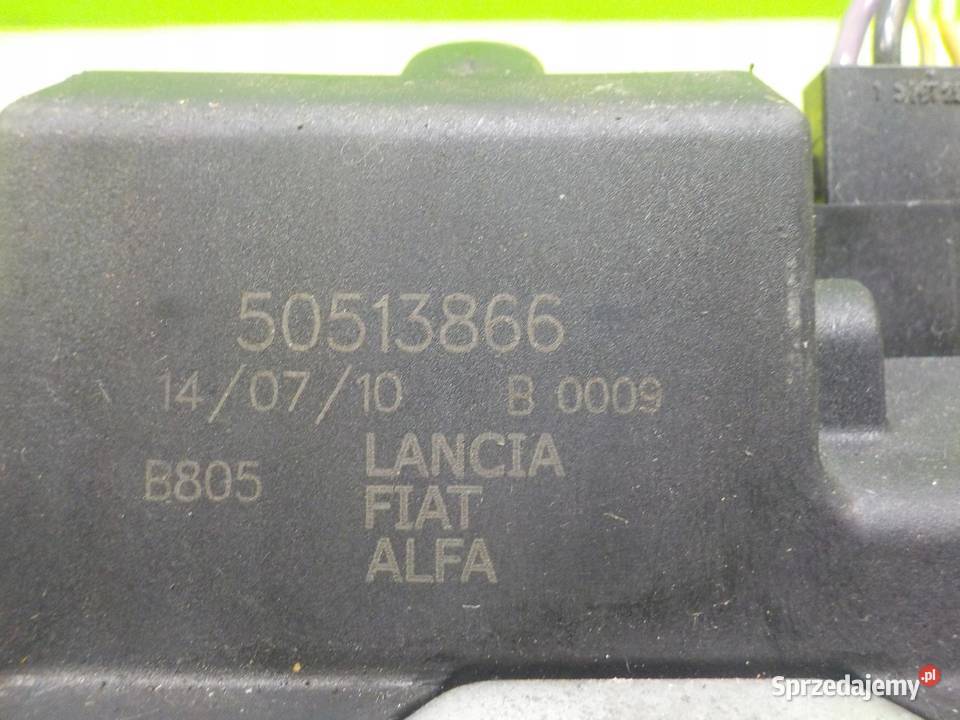 50513866
14/07/10 B 0009
B805 LANCIA
FIAT
ALFA
Sprzedajemy.pl